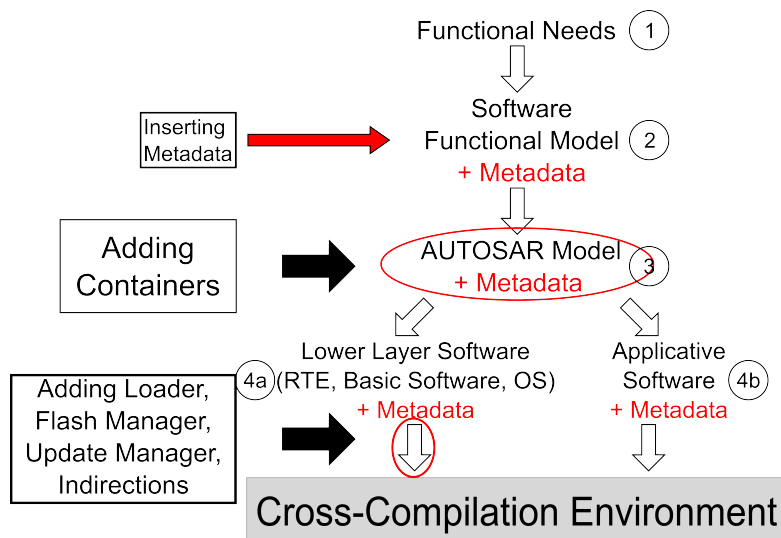 Functional Needs 1
Software
Functional Model 2
+ Metadata
Inserting
Metadata
AUTOSAR Model 3
+ Metadata
Adding
Containers
Lower Layer Software
(RTE, Basic Software, OS)
+ Metadata
4a
Applicative
Software 4b
+ Metadata
Adding Loader,
Flash Manager,
Update Manager,
Indirections
Cross-Compilation Environment